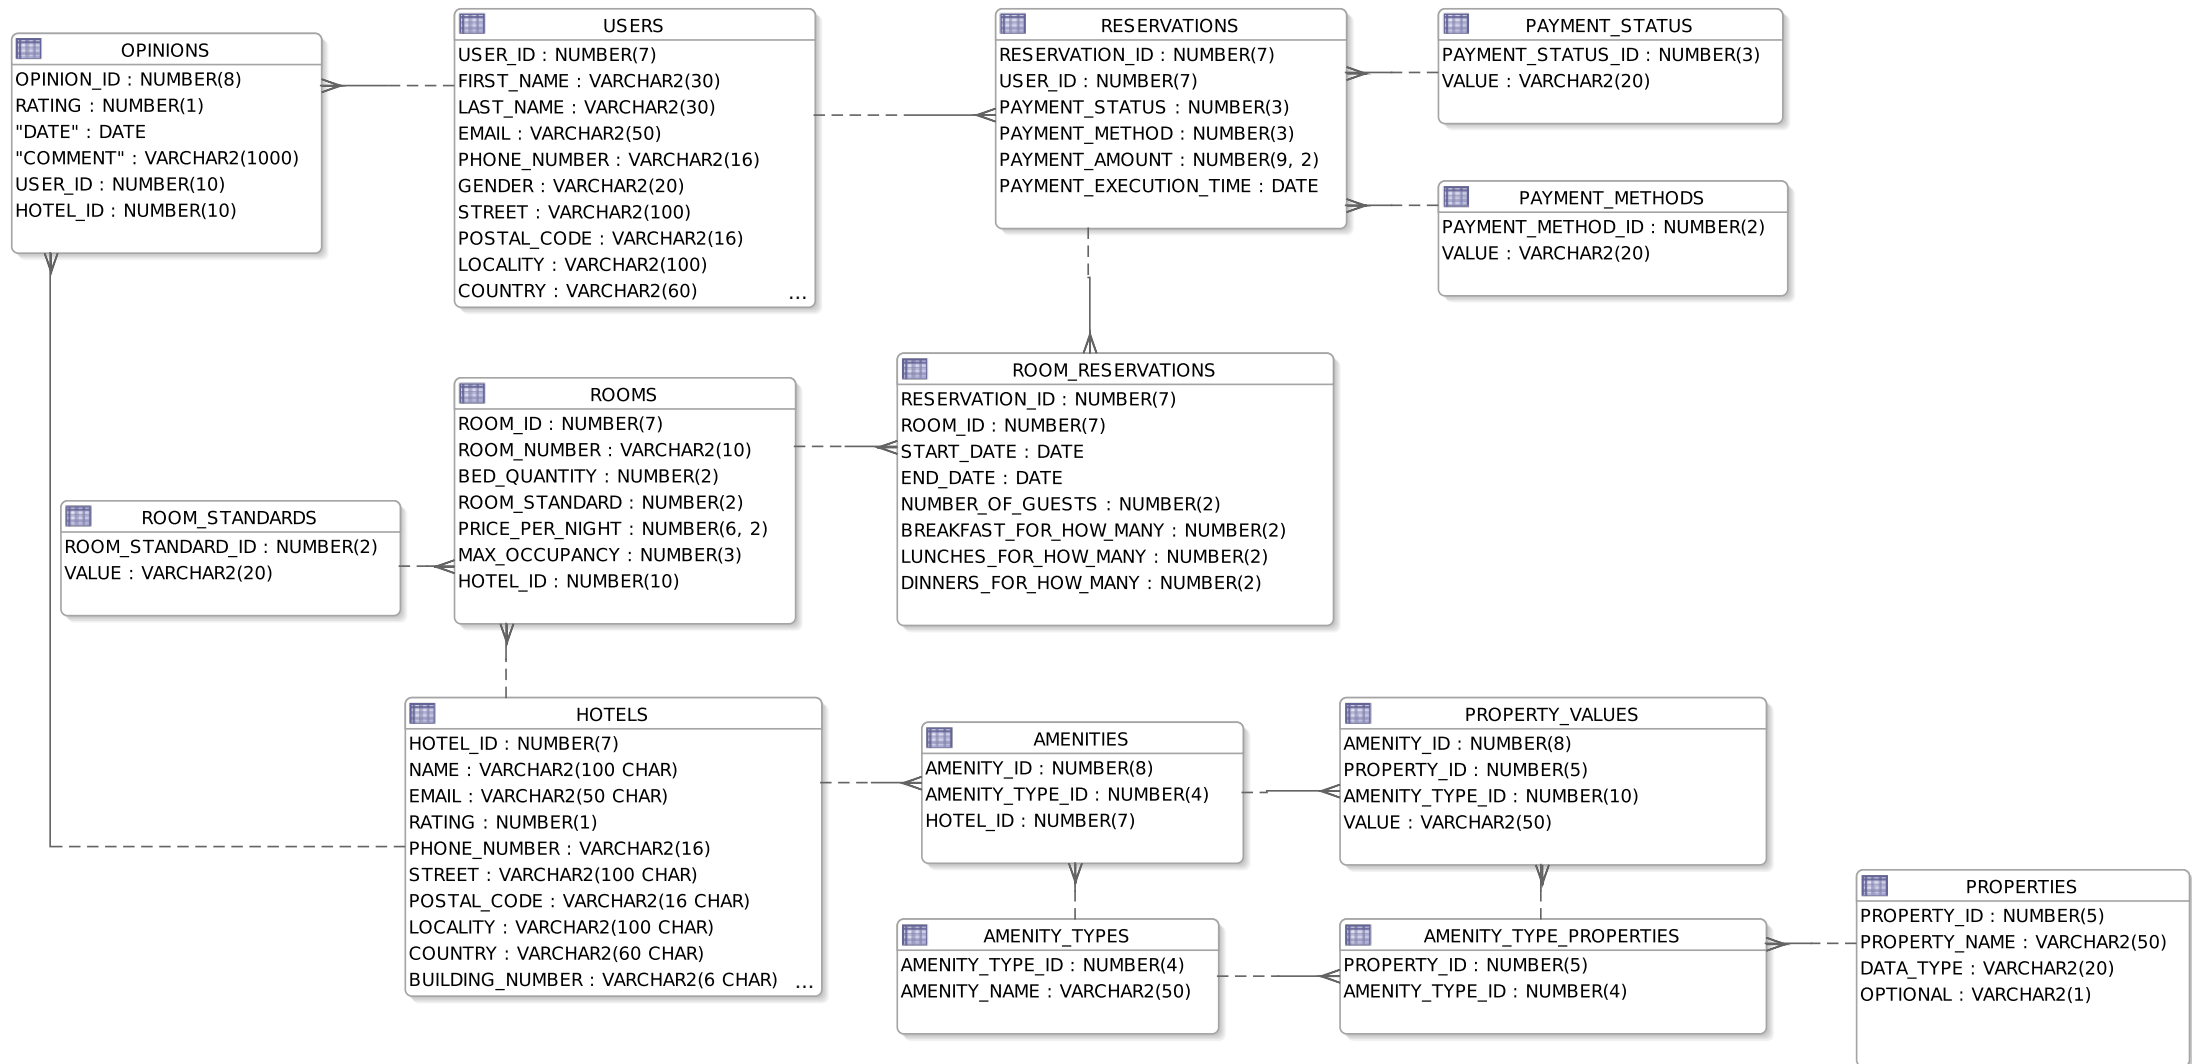 OPINIONS
OPINION_ID : NUMBER(8)
RATING : NUMBER(1)
"DATE" : DATE
"COMMENT" : VARCHAR2(1000)
USER_ID : NUMBER(10)
HOTEL_ID : NUMBER(10)
USERS
USER_ID : NUMBER(7)
FIRST_NAME : VARCHAR2(30)
LAST_NAME : VARCHAR2(30)
EMAIL : VARCHAR2(50)
PHONE_NUMBER : VARCHAR2(16)
GENDER : VARCHAR2(20)
STREET : VARCHAR2(100)
POSTAL_CODE : VARCHAR2(16)
LOCALITY : VARCHAR2(100)
COUNTRY : VARCHAR2(60) ...
RESERVATIONS
RESERVATION_ID : NUMBER(7)
USER_ID : NUMBER(7)
PAYMENT_STATUS : NUMBER(3)
PAYMENT_METHOD : NUMBER(3)
PAYMENT_AMOUNT : NUMBER(9, 2)
PAYMENT_EXECUTION_TIME : DATE
PAYMENT_STATUS
PAYMENT_STATUS_ID : NUMBER(3)
VALUE : VARCHAR2(20)
PAYMENT_METHODS
PAYMENT_METHOD_ID : NUMBER(2)
VALUE : VARCHAR2(20)
ROOM_STANDARDS
ROOM_STANDARD_ID : NUMBER(2)
VALUE : VARCHAR2(20)
ROOMS
ROOM_ID : NUMBER(7)
ROOM_NUMBER : VARCHAR2(10)
BED_QUANTITY : NUMBER(2)
ROOM_STANDARD : NUMBER(2)
PRICE_PER_NIGHT : NUMBER(6, 2)
MAX_OCCUPANCY : NUMBER(3)
HOTEL_ID : NUMBER(10)
ROOM_RESERVATIONS
RESERVATION_ID : NUMBER(7)
ROOM_ID : NUMBER(7)
START_DATE : DATE
END_DATE : DATE
NUMBER_OF_GUESTS : NUMBER(2)
BREAKFAST_FOR_HOW_MANY : NUMBER(2)
LUNCHES_FOR_HOW_MANY : NUMBER(2)
DINNERS_FOR_HOW_MANY : NUMBER(2)
HOTELS
HOTEL_ID : NUMBER(7)
NAME : VARCHAR2(100 CHAR)
EMAIL : VARCHAR2(50 CHAR)
RATING : NUMBER(1)
PHONE_NUMBER : VARCHAR2(16)
STREET : VARCHAR2(100 CHAR)
POSTAL_CODE : VARCHAR2(16 CHAR)
LOCALITY : VARCHAR2(100 CHAR)
COUNTRY : VARCHAR2(60 CHAR)
BUILDING_NUMBER : VARCHAR2(6 CHAR) ...
AMENITIES
AMENITY_ID : NUMBER(8)
AMENITY_TYPE_ID : NUMBER(4)
HOTEL_ID : NUMBER(7)
PROPERTY_VALUES
AMENITY_ID : NUMBER(8)
PROPERTY_ID : NUMBER(5)
AMENITY_TYPE_ID : NUMBER(10)
VALUE : VARCHAR2(50)
AMENITY_TYPES
AMENITY_TYPE_ID : NUMBER(4)
AMENITY_NAME : VARCHAR2(50)
AMENITY_TYPE_PROPERTIES
PROPERTY_ID : NUMBER(5)
AMENITY_TYPE_ID : NUMBER(4)
PROPERTIES
PROPERTY_ID : NUMBER(5)
PROPERTY_NAME : VARCHAR2(50)
DATA_TYPE : VARCHAR2(20)
OPTIONAL : VARCHAR2(1)